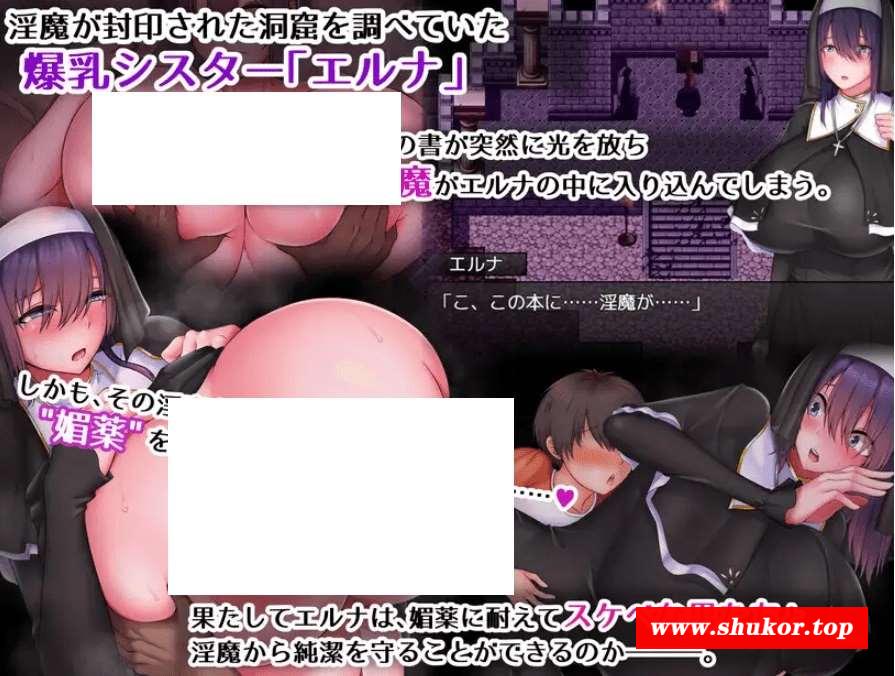 淫魔が封印された洞窟を調べていた
爆乳シスター「エルナ」
の書が突然に光を放ち
魔がエルナの中に入り込んでしまう。
エルナ
「こ、この本に……淫魔が……」
しかも、その淫
"媚薬"を
……♥
果たしてエルナは、媚薬に耐えてスケベ
淫魔から純潔を守ることができるのか―――。
www.shukor.top